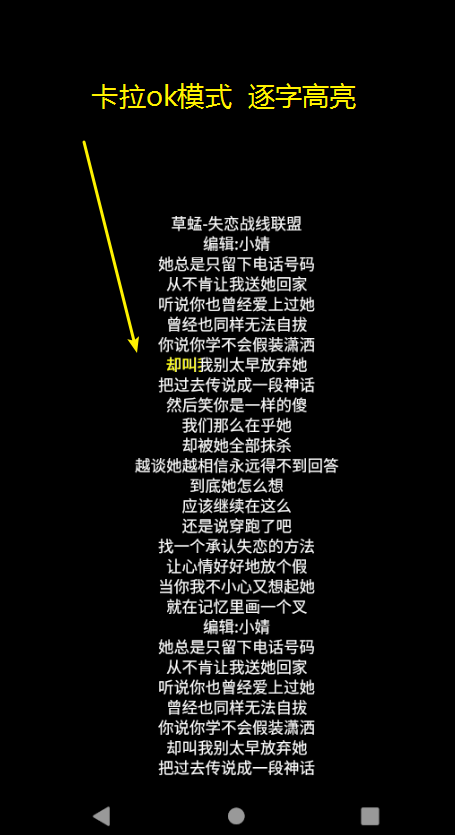 卡拉ok模式 逐字高亮
草蜢-失恋战线联盟
编辑:小婧
她总是只留下电话号码
从不肯让我送她回家
听说你也曾经爱上过她
曾经也同样无法自拔
你说你学不会假装潇洒
却叫我别太早放弃她
把过去传说成一段神话
然后笑你是一样的傻
我们那么在乎她
却被她全部抹杀
越谈她越相信永远得不到回答
到底她怎么想
应该继续在这么
还是说穿跑了吧
找一个承认失恋的方法
让心情好好地放个假
当你我不小心又想起她
就在记忆里画一个叉
编辑:小婧
她总是只留下电话号码
从不肯让我送她回家
听说你也曾经爱上过她
曾经也同样无法自拔
你说你学不会假装潇洒
却叫我别太早放弃她
把过去传说成一段神话